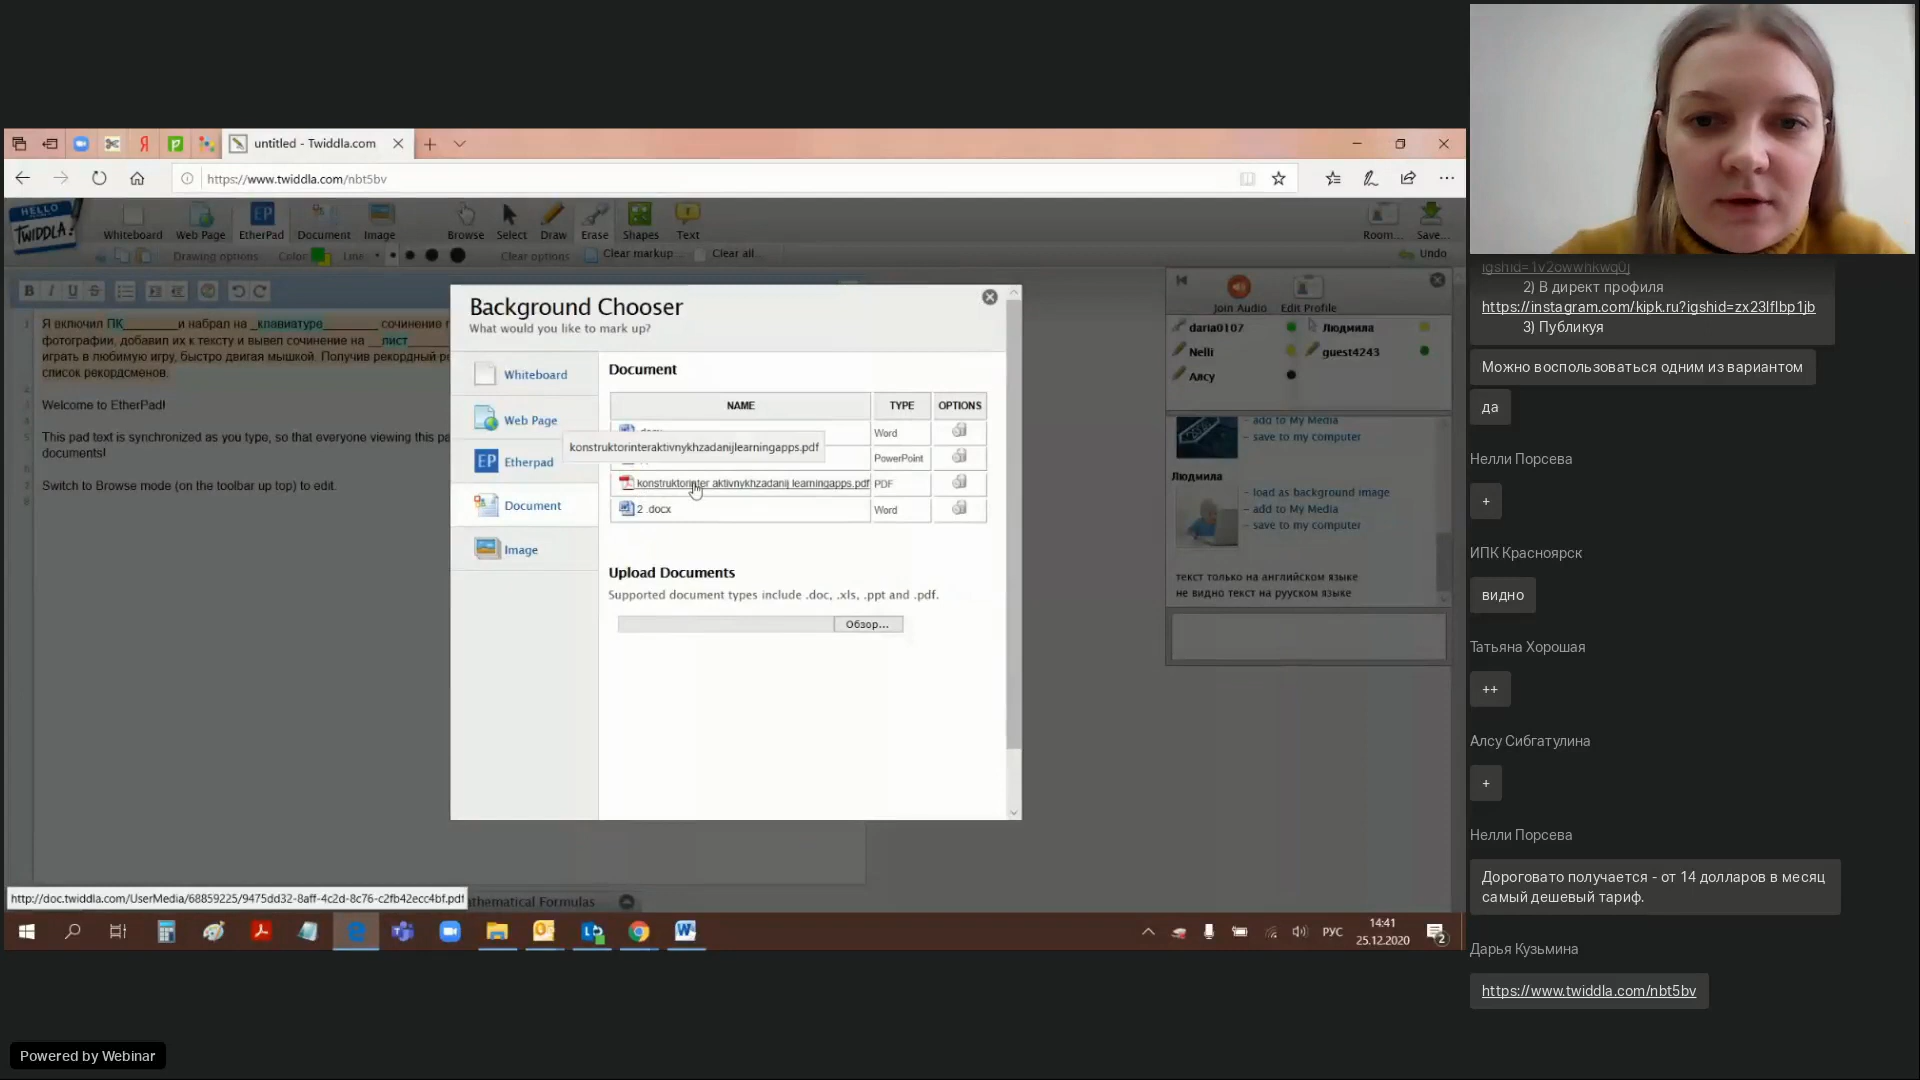 untitled - Twiddla.com
https://www.twiddla.com/nbt5bv
HELLO
TWIDDLA!
Whiteboard
Web Page
EtherPad
Document
Image
Browse
Select
Draw
Erase
Shapes
Text
Room...
Save...
Drawing options
Color
Line
Clear options
Clear markup...
Clear all...
Undo
B I U S
Я включил ПК________и набрал на _клавиатуре________ сочинение
фотографии, добавил их к тексту и вывел сочинение на __лист____
играть в любимую игру, быстро двигая мышкой. Получив рекордный
список рекордсменов.
Welcome to EtherPad!
This pad text is synchronized as you type, so that everyone viewing this
documents!
Switch to Browse mode (on the toolbar up top) to edit.
Background Chooser
What would you like to mark up?
Whiteboard
Web Page
EP Etherpad
Document
Image
Document
NAME TYPE OPTIONS
.docx Word
PowerPoint
konstruktorinteraktivnykhzadanijlearningapps.pdf
konstruktorinter aktivnykhzadanij learningapps.pdf PDF
2 .docx Word
Upload Documents
Supported document types include .doc, .xls, .ppt and .pdf.
Обзор...
Join Audio
Edit Profile
daria0107
Людмила
Nelli
guest4243
Алсу
– add to My Media
– save to my computer
Людмила
– load as background image
– add to My Media
– save to my computer
текст только на английском языке
не видно текст на рууском языке
http://doc.twiddla.com/UserMedia/68859225/9475dd32-8aff-4c2d-8c76-c2fb42ecc4bf.pdf
thematical Formulas
РУС
14:41
25.12.2020
2
igshid=1v2owwhkwq0j
2) В директ профиля
https://instagram.com/kipk.ru?igshid=zx23lflbp1jb
3) Публикуя
Можно воспользоваться одним из вариантом
да
Нелли Порсева
+
ИПК Красноярск
видно
Татьяна Хорошая
++
Алсу Сибгатулина
+
Нелли Порсева
Дороговато получается - от 14 долларов в месяц
самый дешевый тариф.
Дарья Кузьмина
https://www.twiddla.com/nbt5bv
Powered by Webinar